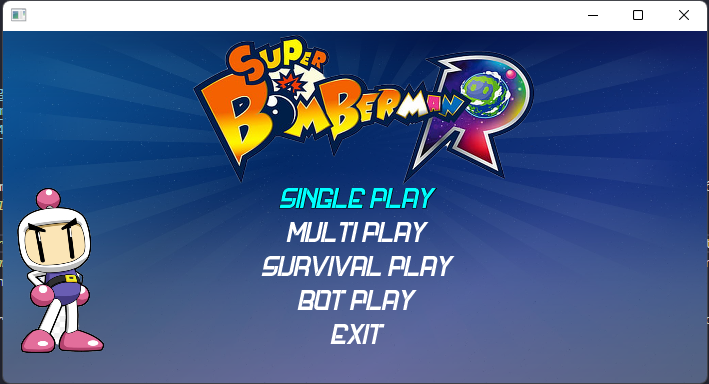 SUPER
BOMBERMAN R
SINGLE PLAY
MULTI PLAY
SURVIVAL PLAY
BOT PLAY
EXIT